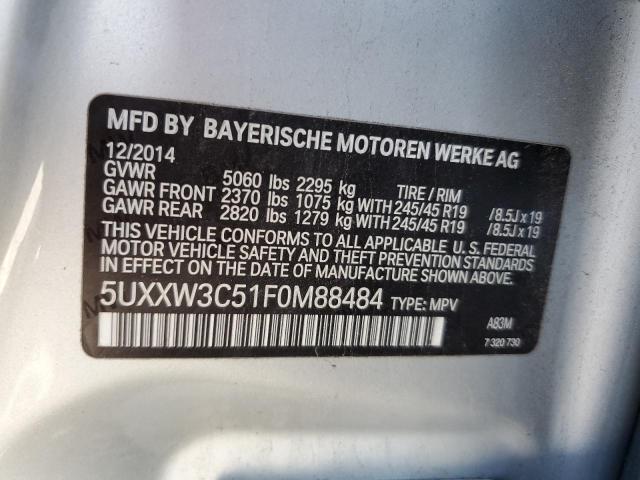 MFD BY BAYERISCHE MOTOREN WERKE AG
12/2014
GVWR 5060 lbs 2295 kg TIRE / RIM
GAWR FRONT 2370 lbs 1075 kg WITH 245/45 R19 /8.5J x 19
GAWR REAR 2820 lbs 1279 kg WITH 245/45 R19 /8.5J x 19
THIS VEHICLE CONFORMS TO ALL APPLICABLE U.S. FEDERAL
MOTOR VEHICLE SAFETY AND THEFT PREVENTION STANDARDS
IN EFFECT ON THE DATE OF MANUFACTURE SHOWN ABOVE.
5UXXW3C51F0M88484 TYPE: MPV
A83M
7 320 730